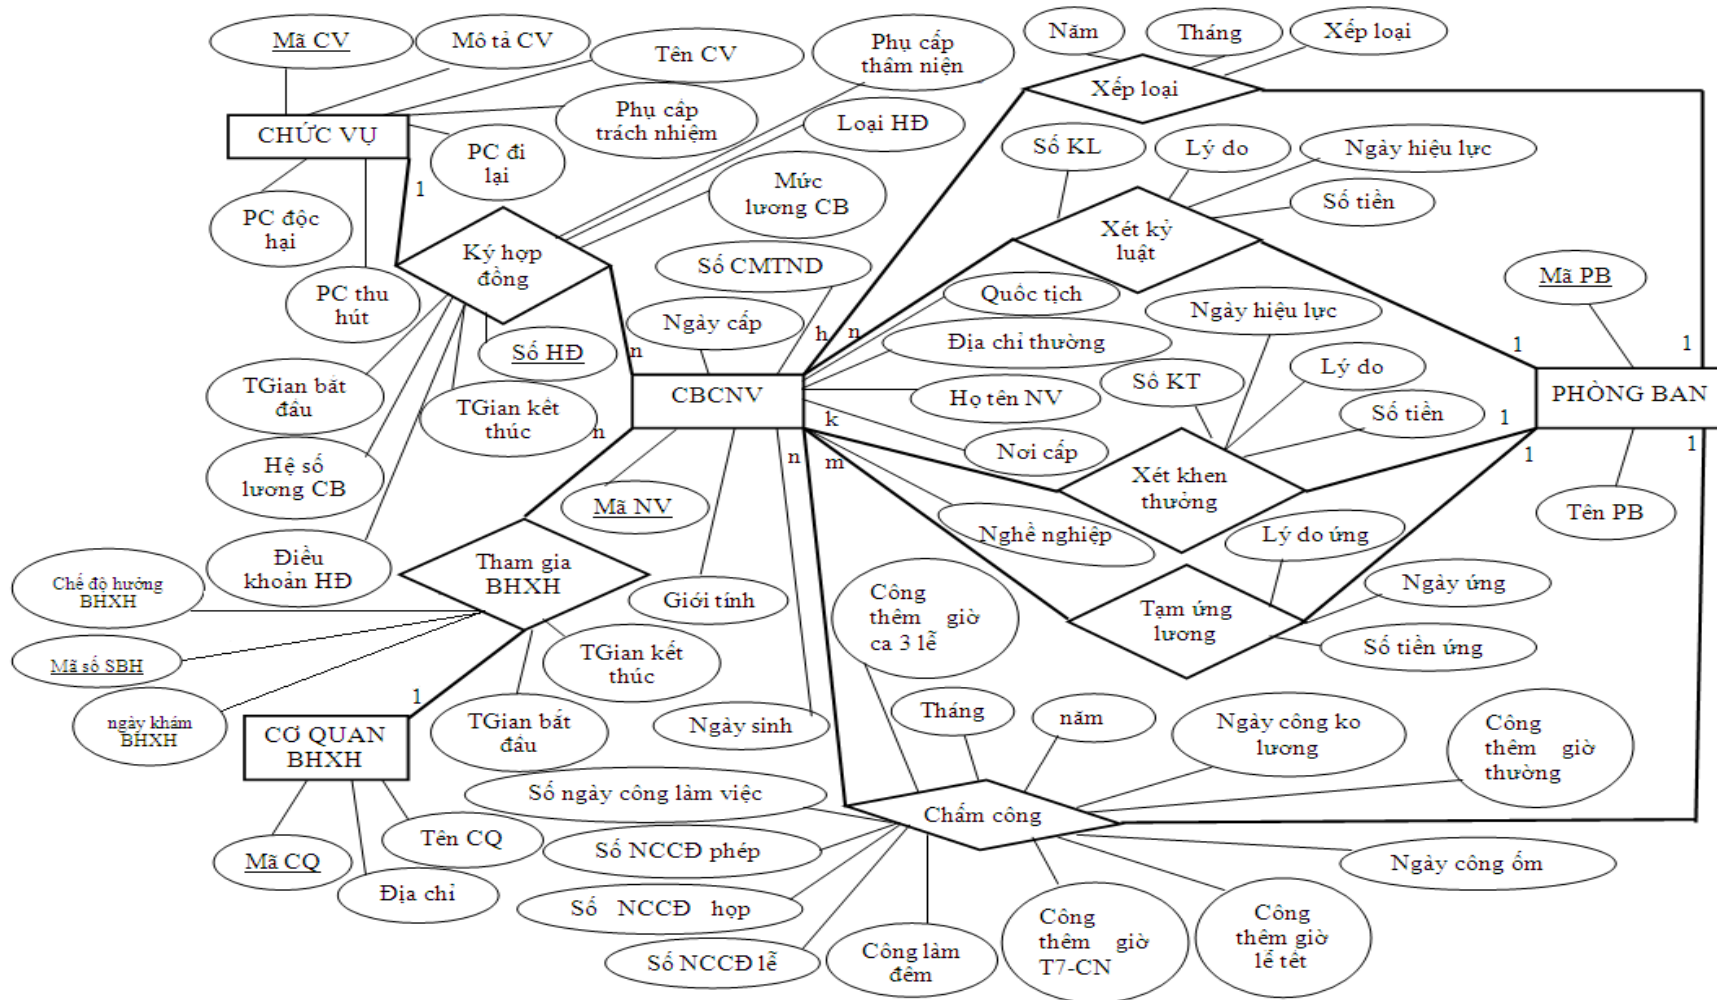 Mã CV
Mô tả CV
Tên CV
Phụ cấp
thâm niện
Năm
Tháng
Xếp loại
Xếp loại
Phụ cấp
trách nhiệm
Loại HĐ
CHỨC VỤ
PC đi
lại
Số KL
Lý do
Ngày hiệu lực
1
Mức
lương CB
Số tiền
PC độc
hại
Ký hợp
đồng
Xét kỷ
luật
Số CMTND
Mã PB
PC thu
hút
Quốc tịch
Ngày hiệu lực
Ngày cấp
h
n
Số HĐ
n
Địa chỉ thường
1
1
Lý do
TGian bắt
đầu
CBCNV
Họ tên NV
Số KT
PHÒNG BAN
TGian kết
thúc
n
k
Số tiền
1
1
1
Hệ số
lương CB
n
m
Nơi cấp
Xét khen
thưởng
Mã NV
Tên PB
Nghề nghiệp
Lý do ứng
Điều
khoản HĐ
Tham gia
BHXH
Chế độ hưởng
BHXH
Giới tính
Công
thêm giờ
ca 3 lễ
Tạm ứng
lương
Ngày ứng
Số tiền ứng
Mã số SBH
TGian kết
thúc
1
ngày khám
BHXH
CƠ QUAN
BHXH
TGian bắt
đầu
Ngày sinh
Tháng
năm
Ngày công ko
lương
Công
thêm giờ
thường
Số ngày công làm việc
Chấm công
Tên CQ
Mã CQ
Số NCCĐ phép
Ngày công ốm
Địa chỉ
Số NCCĐ họp
Công
thêm giờ
T7-CN
Công
thêm giờ
lễ tết
Số NCCĐ lễ
Công làm
đêm